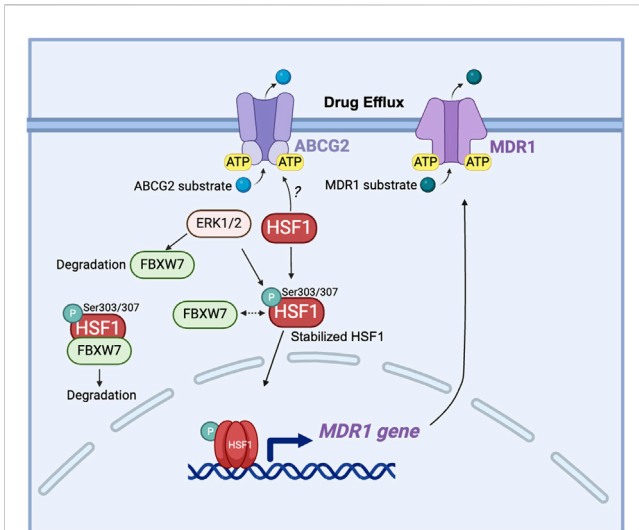 Drug Efflux
ABCG2
MDR1
ATP
ATP
ATP
ATP
ABCG2 substrate
MDR1 substrate
?
ERK1/2
HSF1
Degradation
FBXW7
P
Ser303/307
HSF1
FBXW7
Degradation
FBXW7
P
Ser303/307
HSF1
Stabilized HSF1
P
HSF1
MDR1 gene